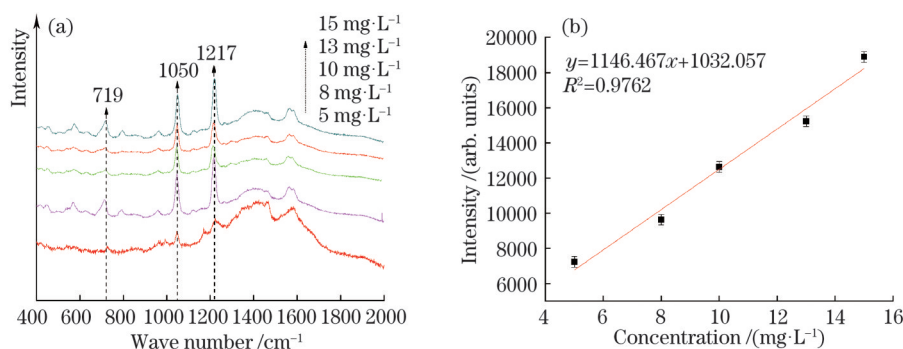 (a)
15 mg·L⁻¹
13 mg·L⁻¹
10 mg·L⁻¹
8 mg·L⁻¹
5 mg·L⁻¹
719
1050
1217
Intensity
400 600 800 1000 1200 1400 1600 1800 2000
Wave number /cm⁻¹
(b)
y=1146.467x+1032.057
R²=0.9762
Intensity /(arb. units)
20000
18000
16000
14000
12000
10000
8000
6000
4 6 8 10 12 14 16
Concentration /(mg·L⁻¹)